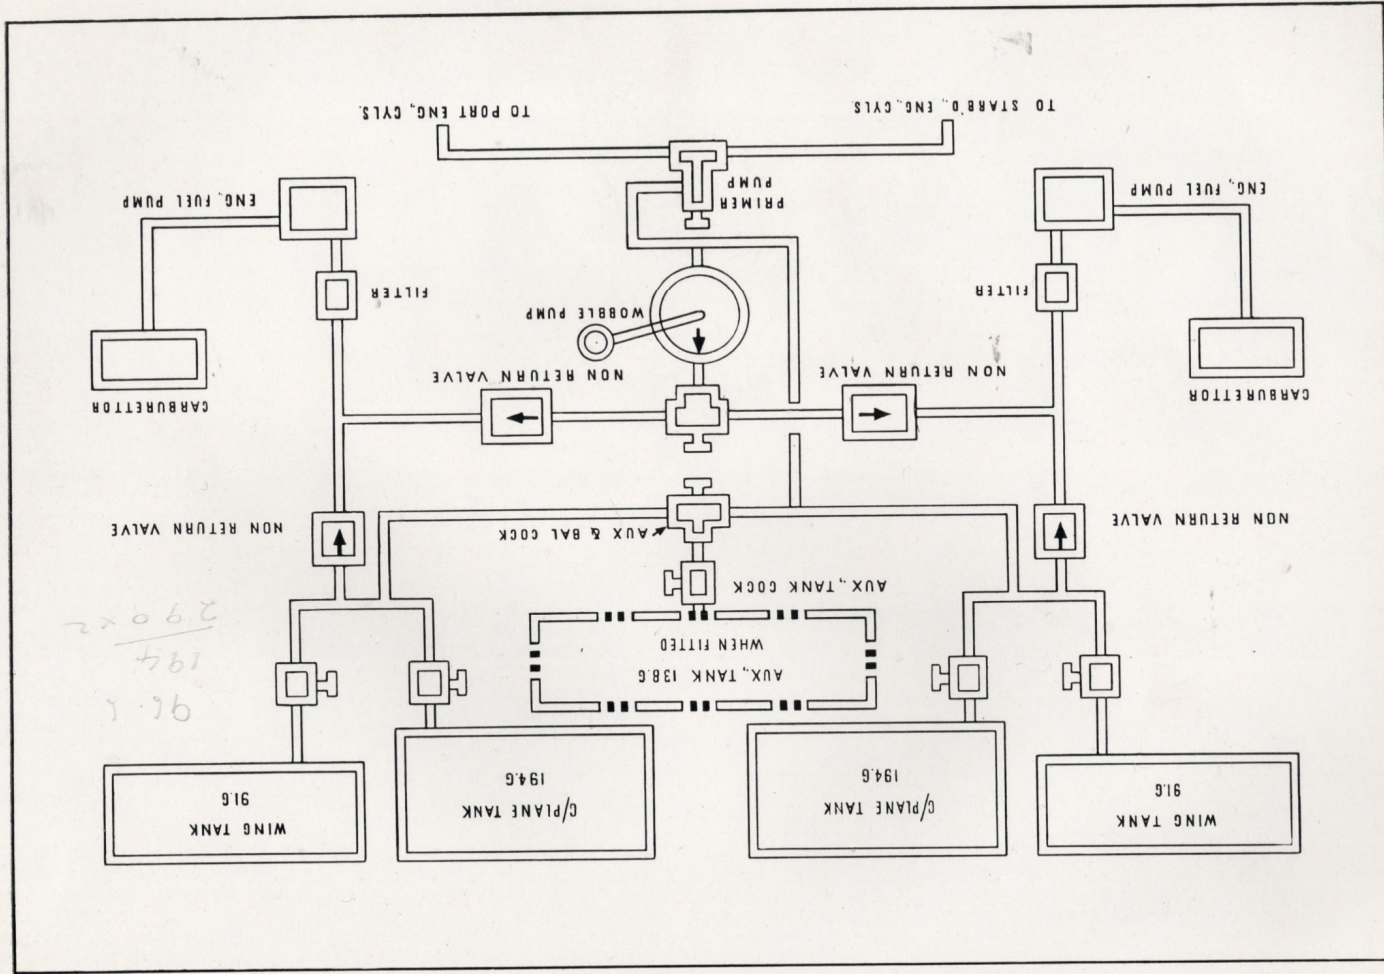 WING TANK
91.G
C/PLANE TANK
194.G
C/PLANE TANK
194.G
WING TANK
91.G
AUX., TANK 138.G
WHEN FITTED
194
290 x 2
AUX., TANK COCK
AUX & BAL COCK
NON RETURN VALVE
NON RETURN VALVE
CARBURETTOR
NON RETURN VALVE
NON RETURN VALVE
CARBURETTOR
WOBBLE PUMP
FILTER
FILTER
ENG., FUEL PUMP
PRIMER
PUMP
ENG., FUEL PUMP
TO STARB'D., ENG., CYLS.
TO PORT ENG., CYLS.